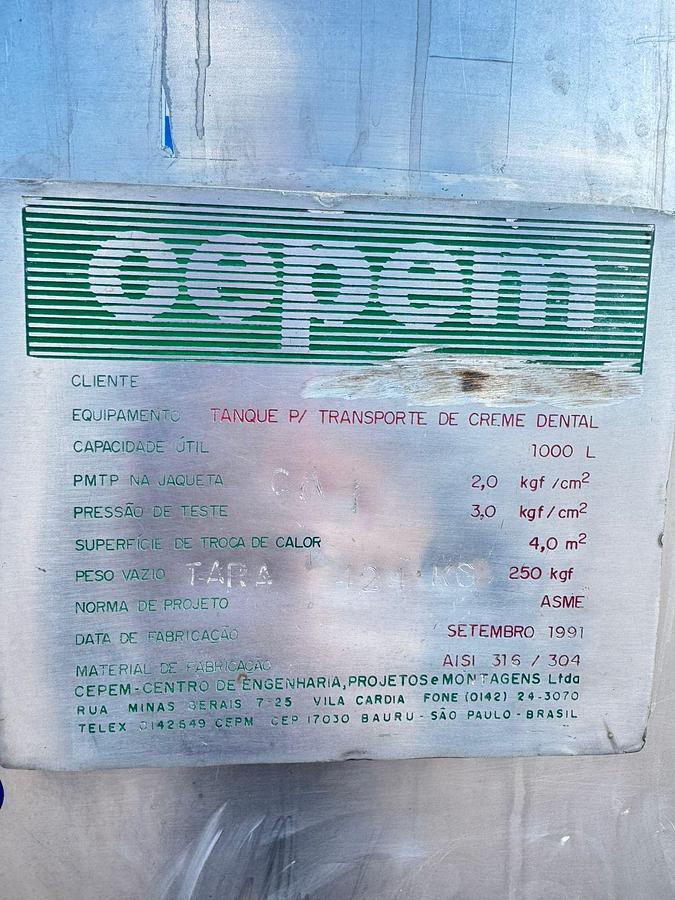 cepem
CLIENTE
EQUIPAMENTO TANQUE P/ TRANSPORTE DE CREME DENTAL
CAPACIDADE ÚTIL 1000 L
PMTP NA JAQUETA 2,0 kgf/cm²
PRESSÃO DE TESTE 3,0 kgf/cm²
SUPERFÍCIE DE TROCA DE CALOR 4,0 m²
PESO VAZIO TARA 424 KG 250 kgf
NORMA DE PROJETO ASME
DATA DE FABRICAÇÃO SETEMBRO 1991
MATERIAL DE FABRICAÇÃO AISI 316 / 304
CEPEM-CENTRO DE ENGENHARIA, PROJETOS e MONTAGENS Ltda
RUA MINAS GERAIS 7-25 VILA CARDIA FONE (0142) 24-3070
TELEX 0142649 CEPM CEP 17030 BAURU - SÃO PAULO - BRASIL